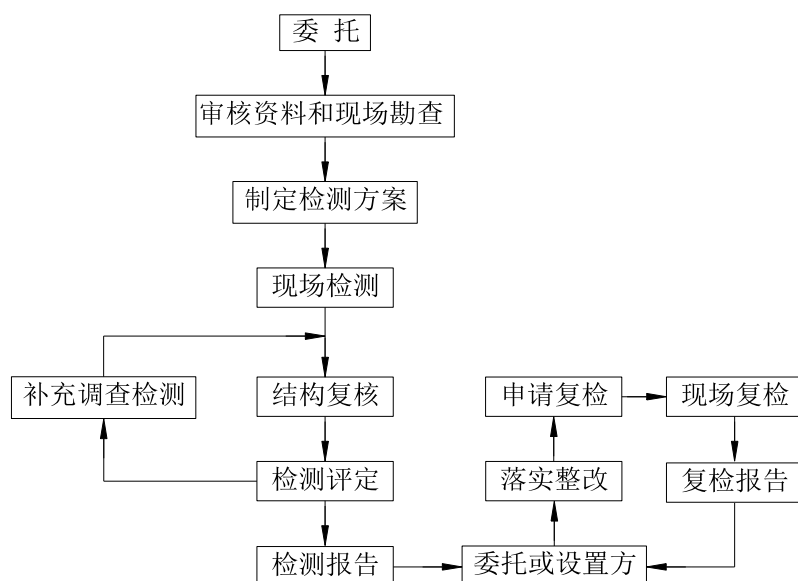 委 托
审核资料和现场勘查
制定检测方案
现场检测
补充调查检测
结构复核
申请复检
现场复检
检测评定
落实整改
复检报告
检测报告
委托或设置方